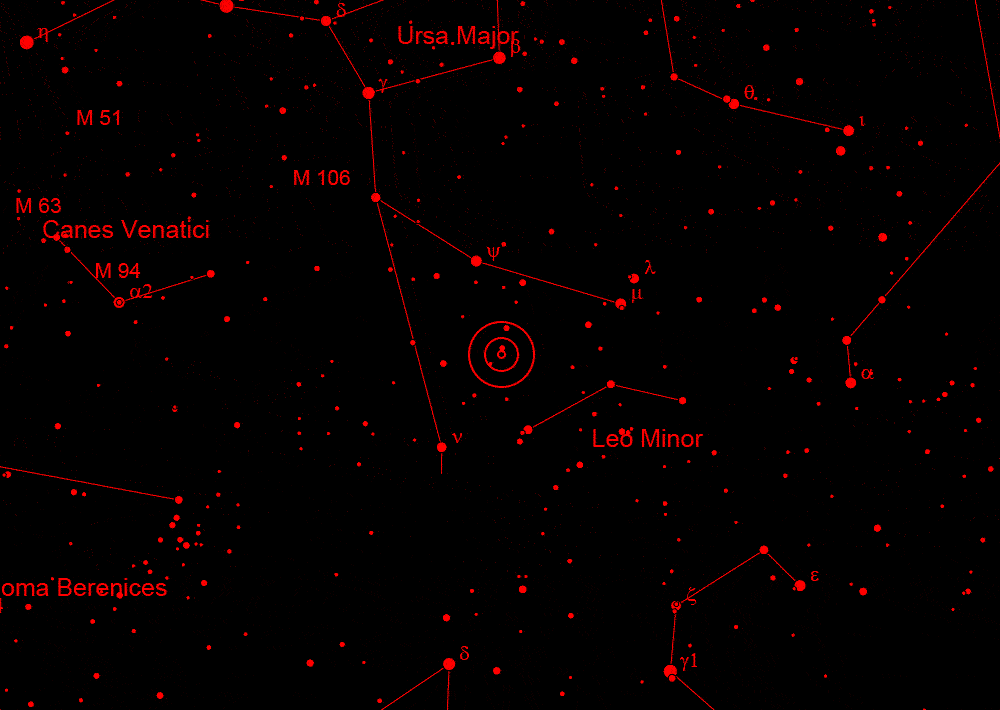 δ
η
Ursa Major
β
γ
θ
ι
M 51
M 106
M 63
Canes Venatici
ψ
λ
M 94
α2
μ
α
ν
Leo Minor
ε
oma Berenices
ξ
δ
γ1